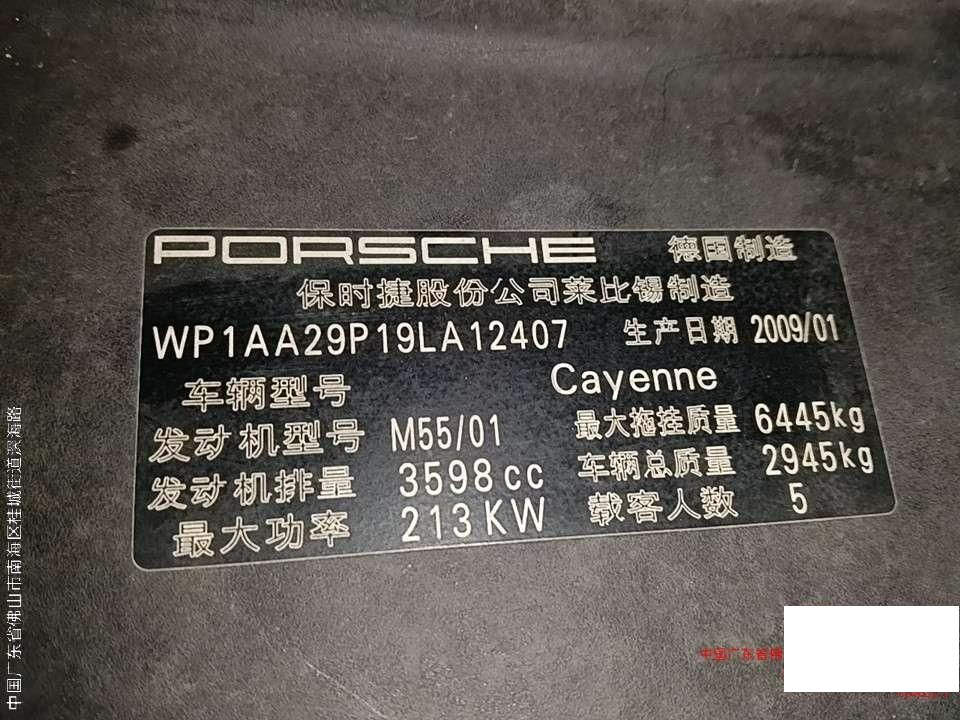 PORSCHE 德国制造
保时捷股份公司莱比锡制造
WP1AA29P19LA12407 生产日期 2009/01
车辆型号 Cayenne
发动机型号 M55/01 最大拖挂质量 6445kg
发动机排量 3598cc 车辆总质量 2945kg
最大功率 213KW 载客人数 5
中国广东省佛山市南海区桂城街道深海路
中国广东省佛